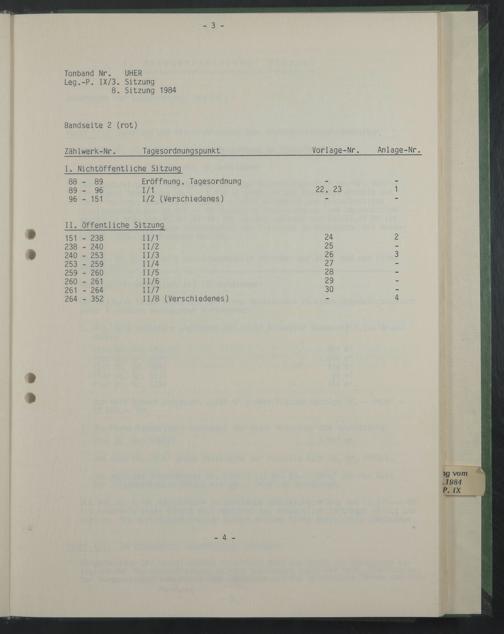 - 3 -
Tonband Nr. UHER
Leg.-P. IX/3. Sitzung
8. Sitzung 1984
Bandseite 2 (rot)
Zählwerk-Nr. Tagesordnungspunkt Vorlage-Nr. Anlage-Nr.
I. Nichtöffentliche Sitzung
88 - 89 Eröffnung, Tagesordnung - -
89 - 96 I/1 22, 23 1
96 - 151 I/2 (Verschiedenes) - -
II. Öffentliche Sitzung
151 - 238 II/1 24 2
238 - 240 II/2 25 -
240 - 253 II/3 26 3
253 - 259 II/4 27 -
259 - 260 II/5 28 -
260 - 261 II/6 29 -
261 - 264 II/7 30 -
264 - 352 II/8 (Verschiedenes) - 4
- 4 -
ng vom
.1984
P. IX